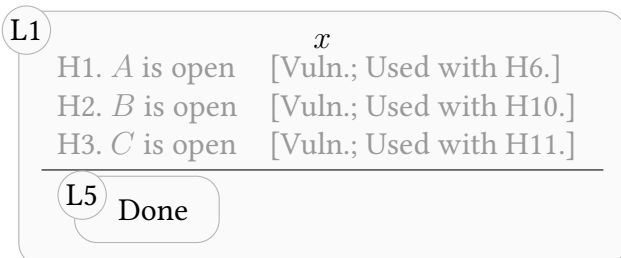 L1
x
H1. A is open [Vuln.; Used with H6.]
H2. B is open [Vuln.; Used with H10.]
H3. C is open [Vuln.; Used with H11.]
L5
Done